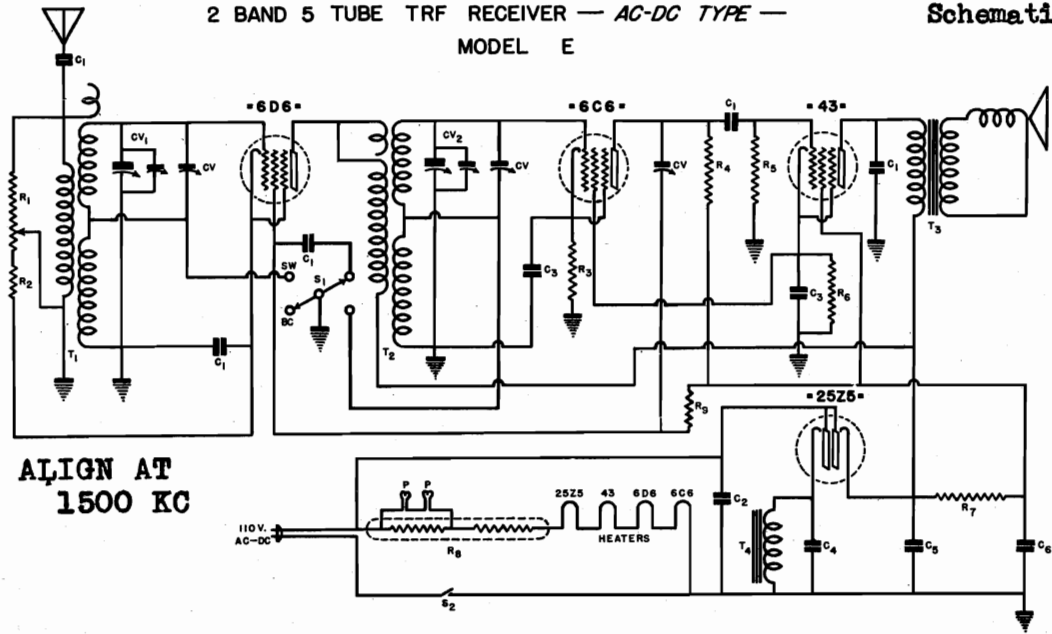 2 BAND 5 TUBE TRF RECEIVER — AC-DC TYPE —
Schemati
MODEL E
C1
-6D6-
-6C6-
-43-
C1
CV1
CV
CV2
CV
CV
R4
R5
C1
R1
T3
R2
C1
SW
S1
BC
C3
R3
C3
R6
T1
C1
T2
R9
-25Z5-
ALIGN AT
1500 KC
P P
25Z5 43 6D6 6C6
C2
R7
110V.
AC-DC
HEATERS
R8
T4
C4
C5
C6
S2